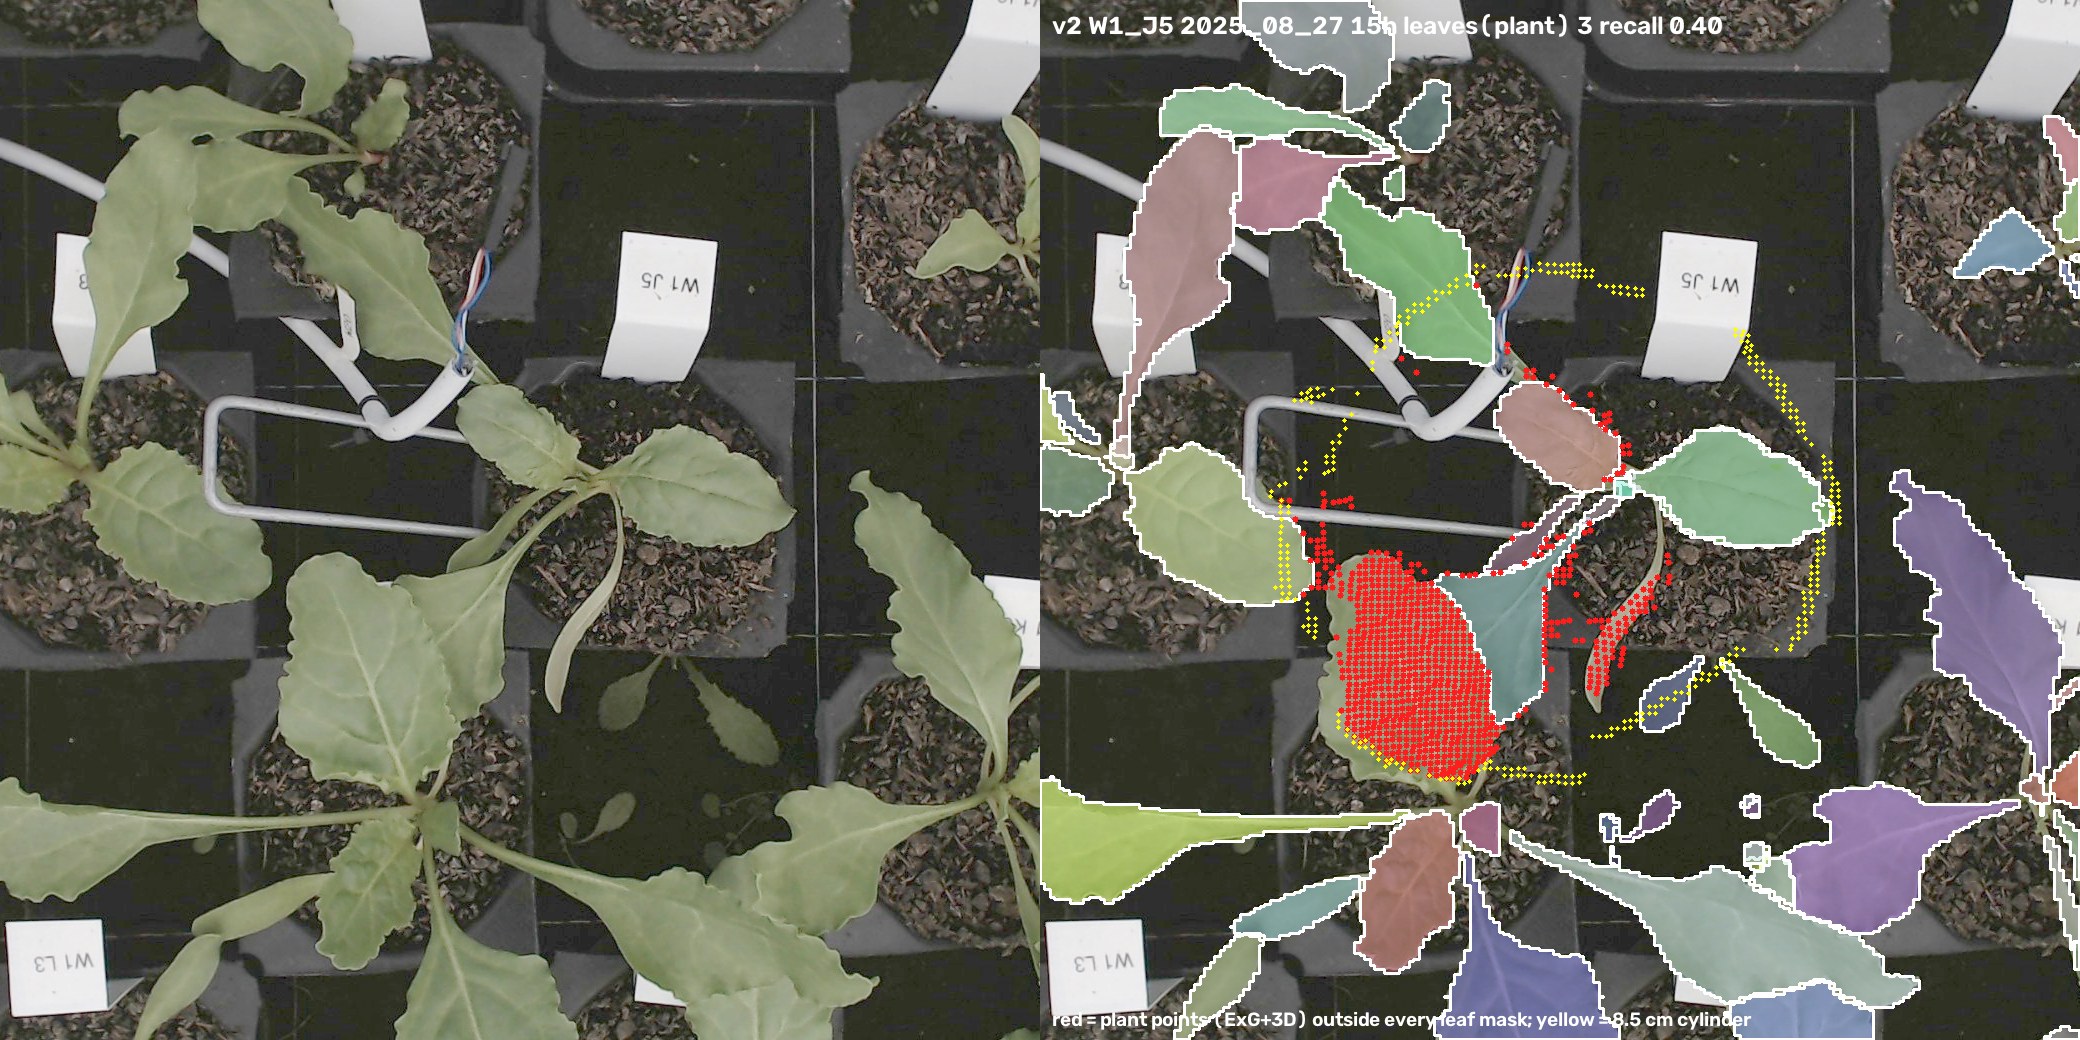 v2 W1_J5 2025_08_27 15h leaves(plant) 3 recall 0.40
W1 J5
W1 J5
W1 L3
W1 L3
red = plant points (ExG+3D) outside every leaf mask; yellow =8.5 cm cylinder